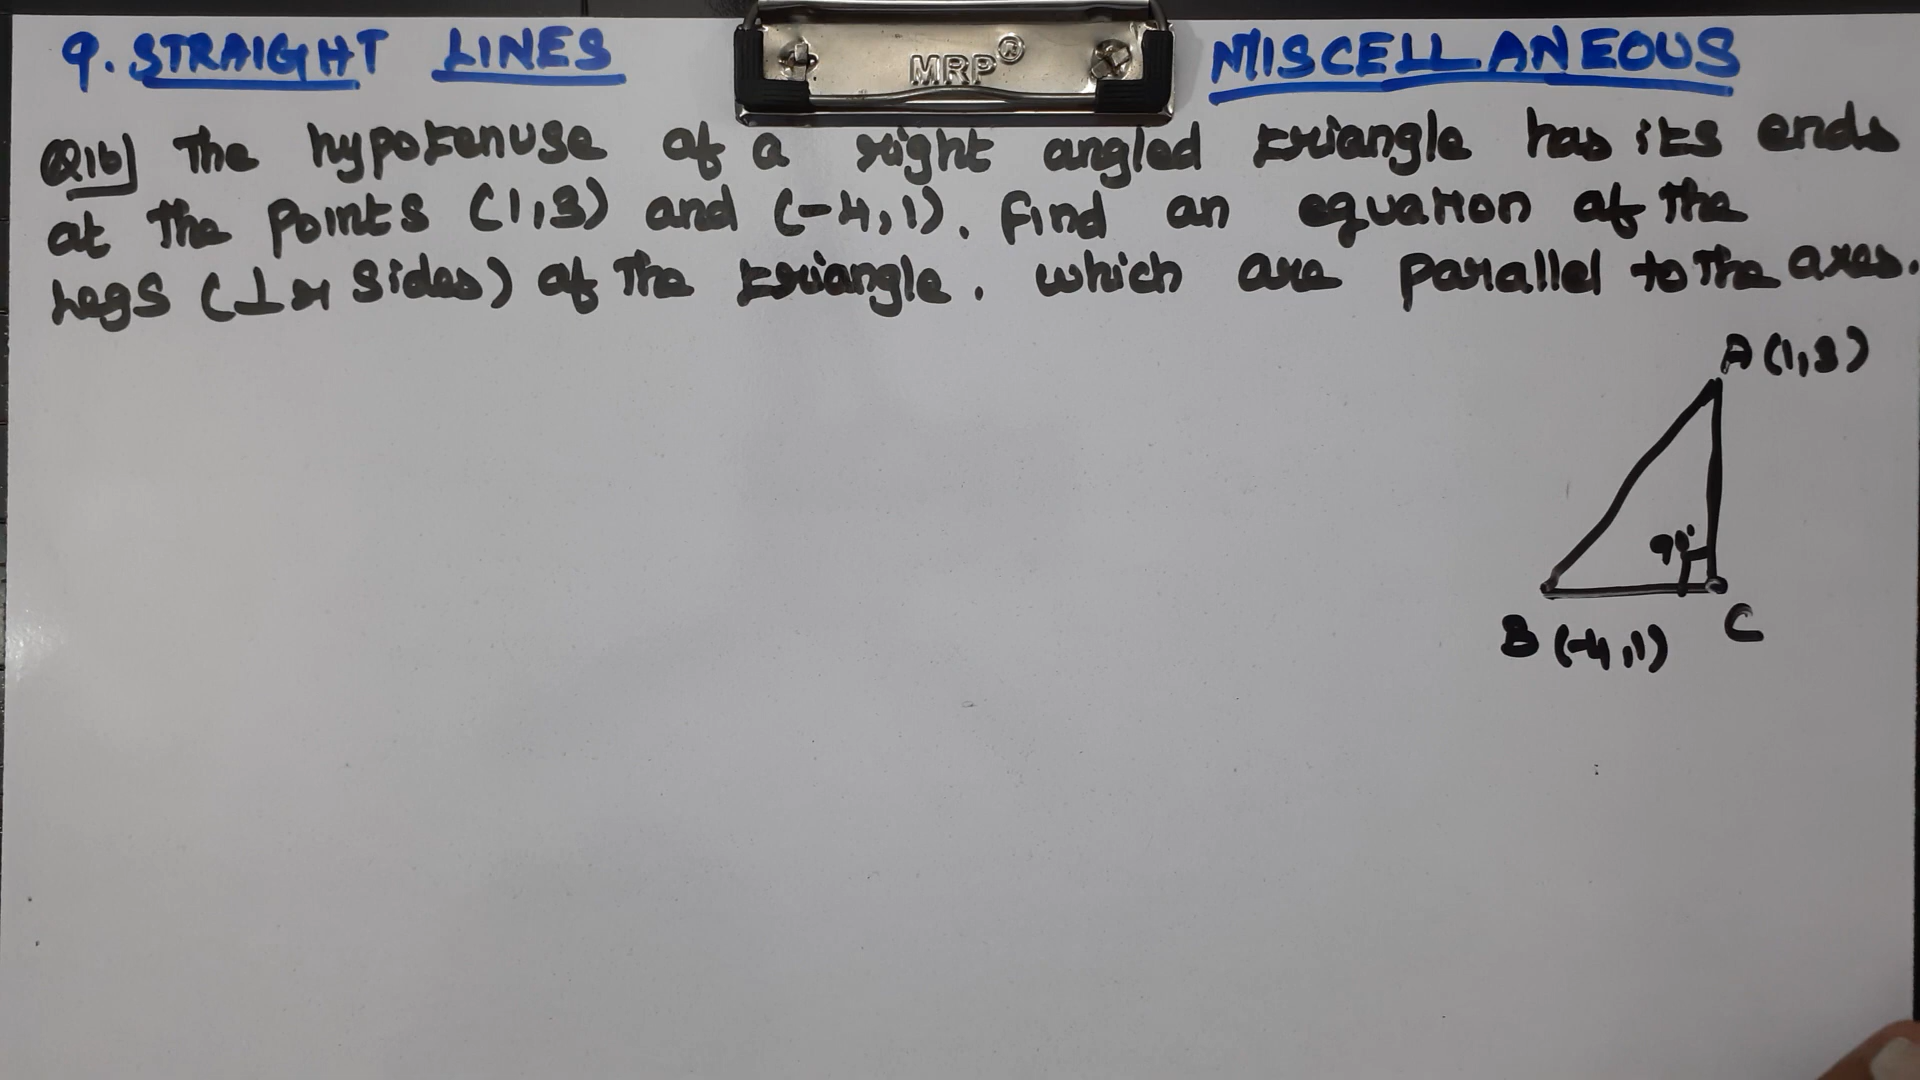 9. STRAIGHT LINES
MRP®
MISCELLANEOUS
Q16) The hypotenuse of a right angled triangle has its ends
at the points (1,3) and (-4,1). Find an equation of the
legs (⊥r sides) of the triangle. which are parallel to the axes.
A (1,3)
90°
B (-4,1)
C